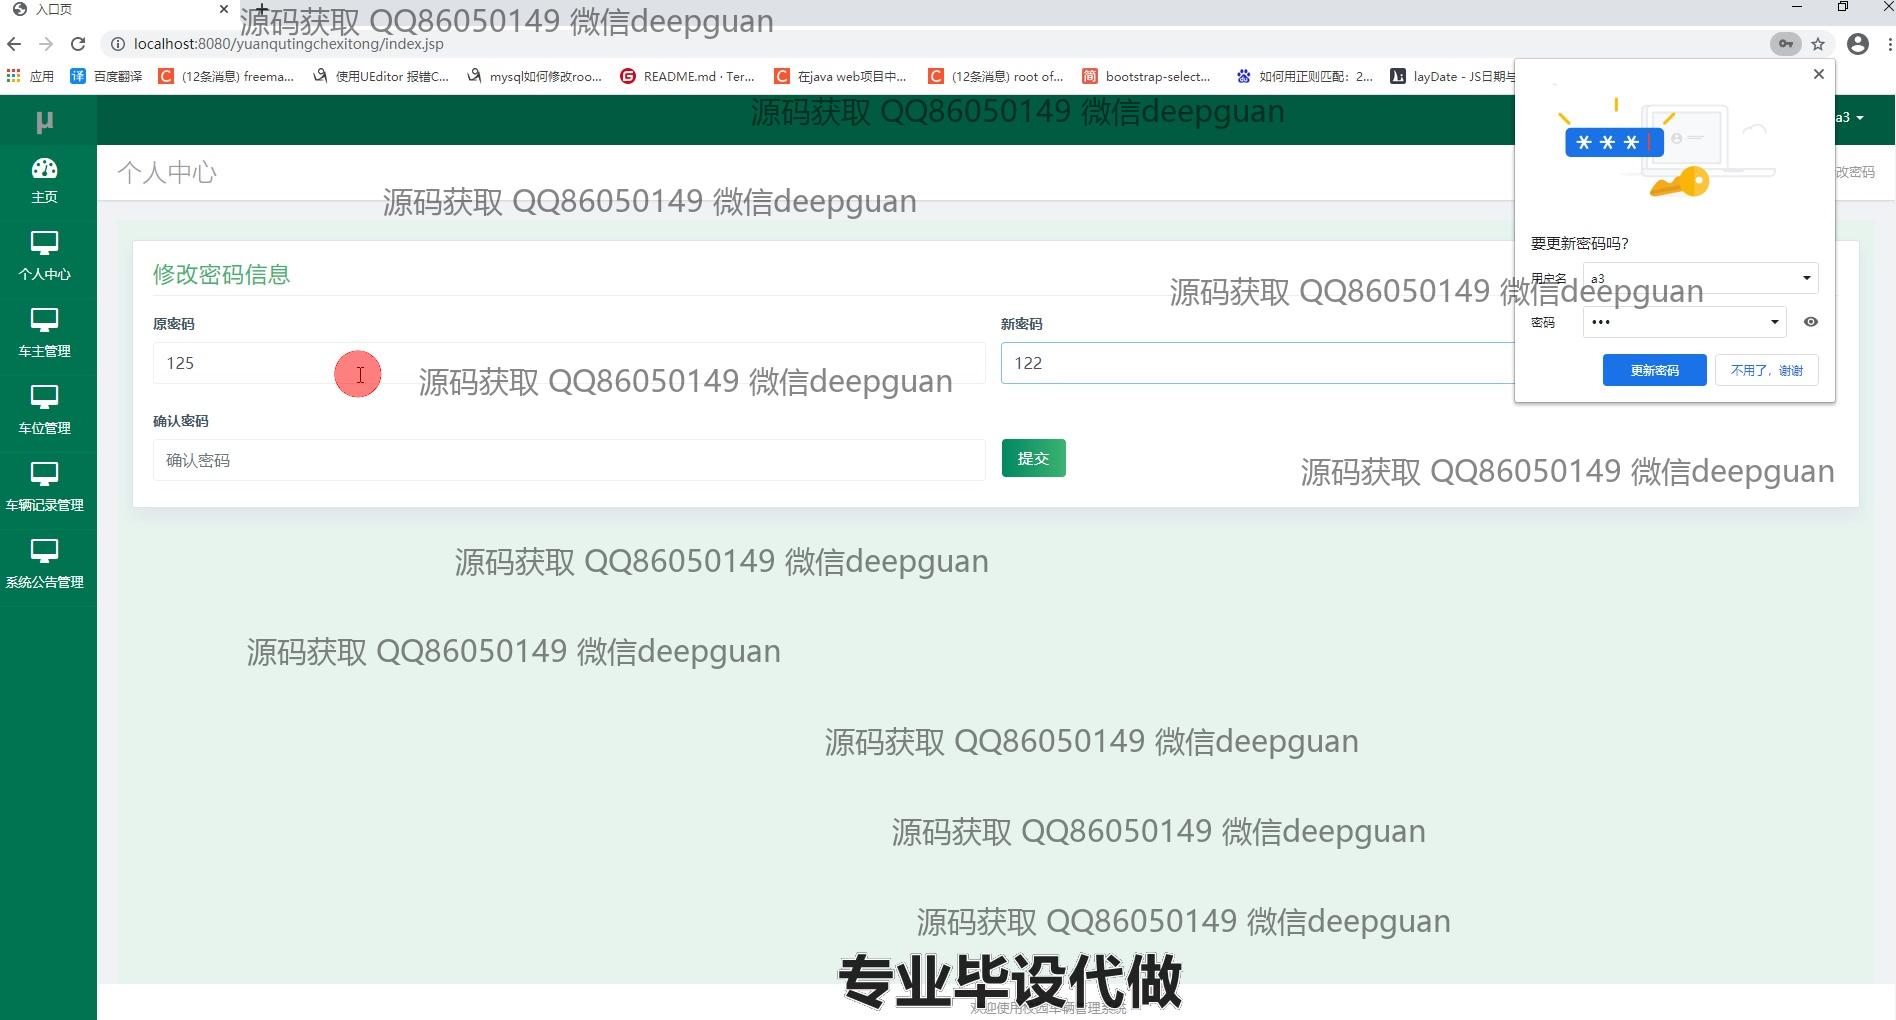 入口页
源码获取 QQ86050149 微信deepguan
localhost:8080/yuanqutingchexitong/index.jsp
应用
百度翻译
(12条消息) freema...
使用UEditor 报错C...
mysql如何修改roo...
README.md · Ter...
在java web项目中...
(12条消息) root of...
bootstrap-select...
如何用正则匹配：2...
layDate - JS日期与
源码获取 QQ86050149 微信deepguan
μ
a3
主页
个人中心
车主管理
车位管理
车辆记录管理
系统公告管理
个人中心
改密码
源码获取 QQ86050149 微信deepguan
要更新密码吗？
用户名
a3
密码
•••
更新密码
不用了，谢谢
修改密码信息
源码获取 QQ86050149 微信deepguan
原密码
125
新密码
122
源码获取 QQ86050149 微信deepguan
确认密码
确认密码
提交
源码获取 QQ86050149 微信deepguan
源码获取 QQ86050149 微信deepguan
源码获取 QQ86050149 微信deepguan
源码获取 QQ86050149 微信deepguan
源码获取 QQ86050149 微信deepguan
源码获取 QQ86050149 微信deepguan
专业毕设代做
欢迎使用校园车辆管理系统